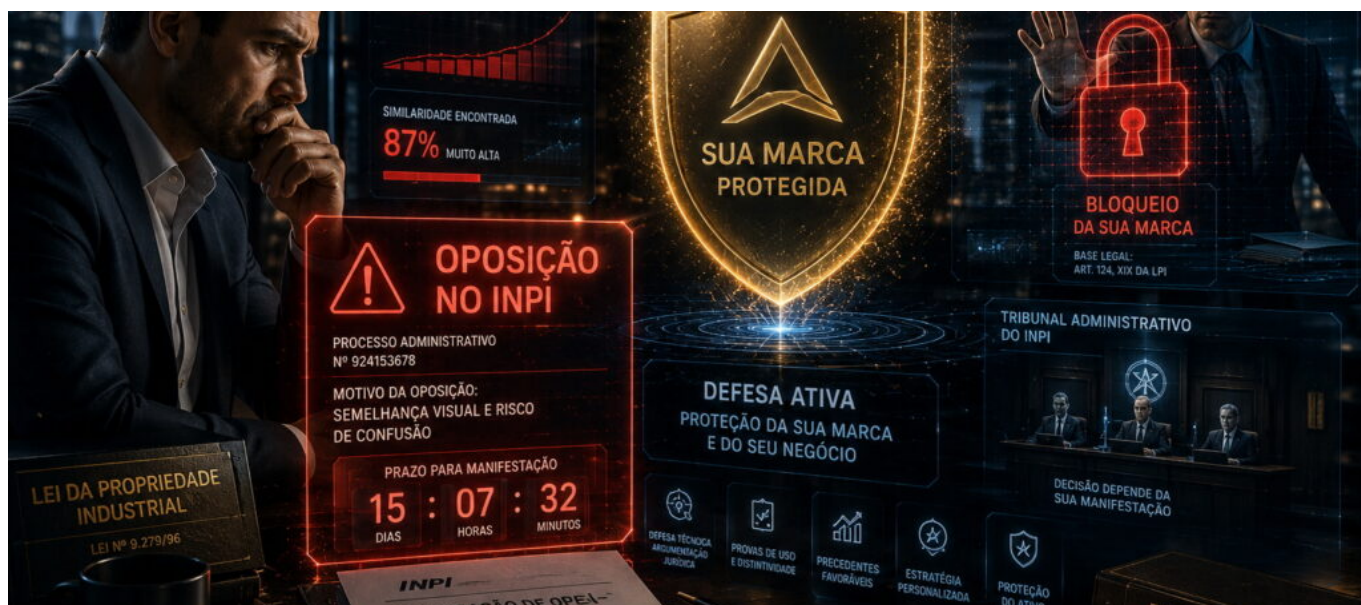 SIMILARIDADE ENCONTRADA
87% MUITO ALTA
OPOSIÇÃO
NO INPI
PROCESSO ADMINISTRATIVO
Nº 924153678
MOTIVO DA OPOSIÇÃO:
SEMELHANÇA VISUAL E RISCO
DE CONFUSÃO
PRAZO PARA MANIFESTAÇÃO
15 : 07 : 32
DIAS HORAS MINUTOS
LEI DA PROPRIEDADE
INDUSTRIAL
LEI Nº 9.279/96
INPI
SUA MARCA
PROTEGIDA
DEFESA ATIVA
PROTEÇÃO DA SUA MARCA
E DO SEU NEGÓCIO
DEFESA TÉCNICA
ARGUMENTAÇÃO
JURÍDICA
PROVAS DE USO
E DISTINTIVIDADE
PRECEDENTES
FAVORÁVEIS
ESTRATÉGIA
PERSONALIZADA
PROTEÇÃO
BLOQUEIO
DA SUA MARCA
BASE LEGAL:
ART. 124, XIX DA LPI
TRIBUNAL ADMINISTRATIVO
DO INPI
DECISÃO DEPENDE DA
SUA MANIFESTAÇÃO